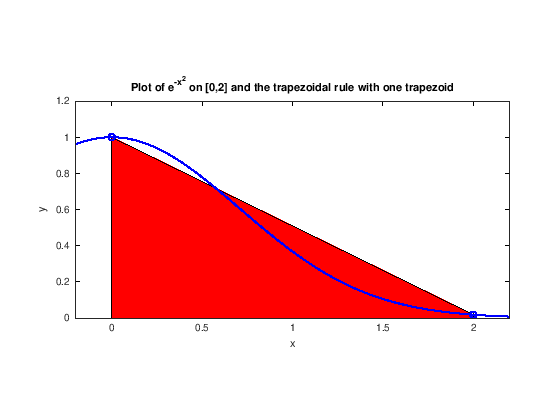 Plot of e^-x^2 on [0,2] and the trapezoidal rule with one trapezoid
1.2
1
0.8
0.6
0.4
0.2
0
y
0 0.5 1 1.5 2
x